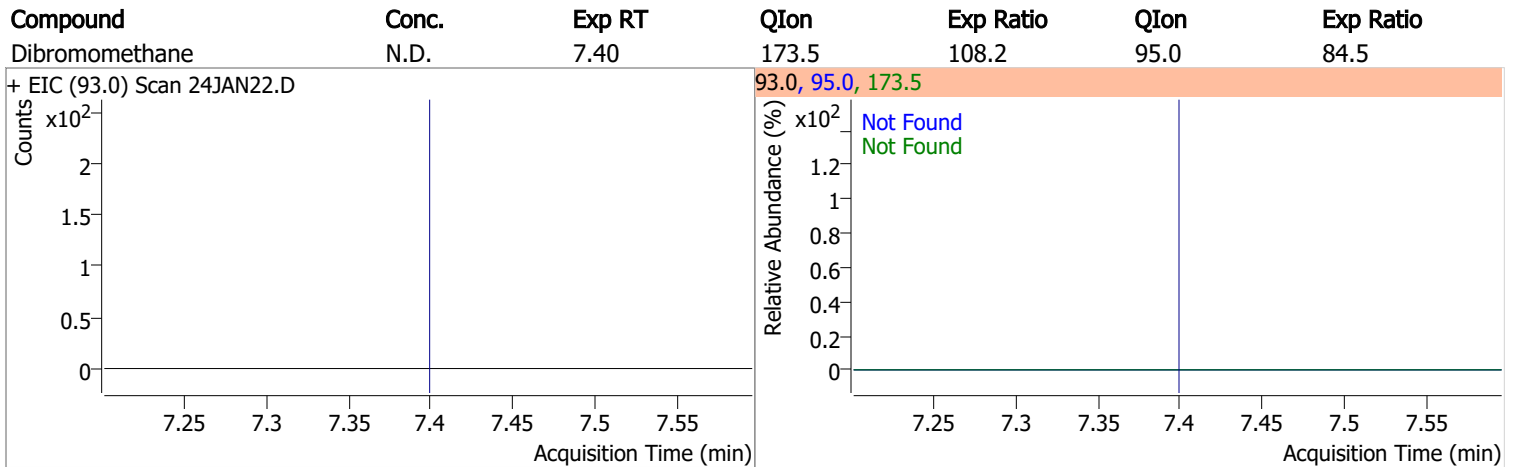 Compound Conc. Exp RT QIon Exp Ratio QIon Exp Ratio
Dibromomethane N.D. 7.40 173.5 108.2 95.0 84.5
+ EIC (93.0) Scan 24JAN22.D
Counts
x10²
2
1.5
1
0.5
0
7.25 7.3 7.35 7.4 7.45 7.5 7.55
Acquisition Time (min)
93.0, 95.0, 173.5
Relative Abundance (%)
x10²
Not Found
Not Found
1.2
1
0.8
0.6
0.4
0.2
0
7.25 7.3 7.35 7.4 7.45 7.5 7.55
Acquisition Time (min)